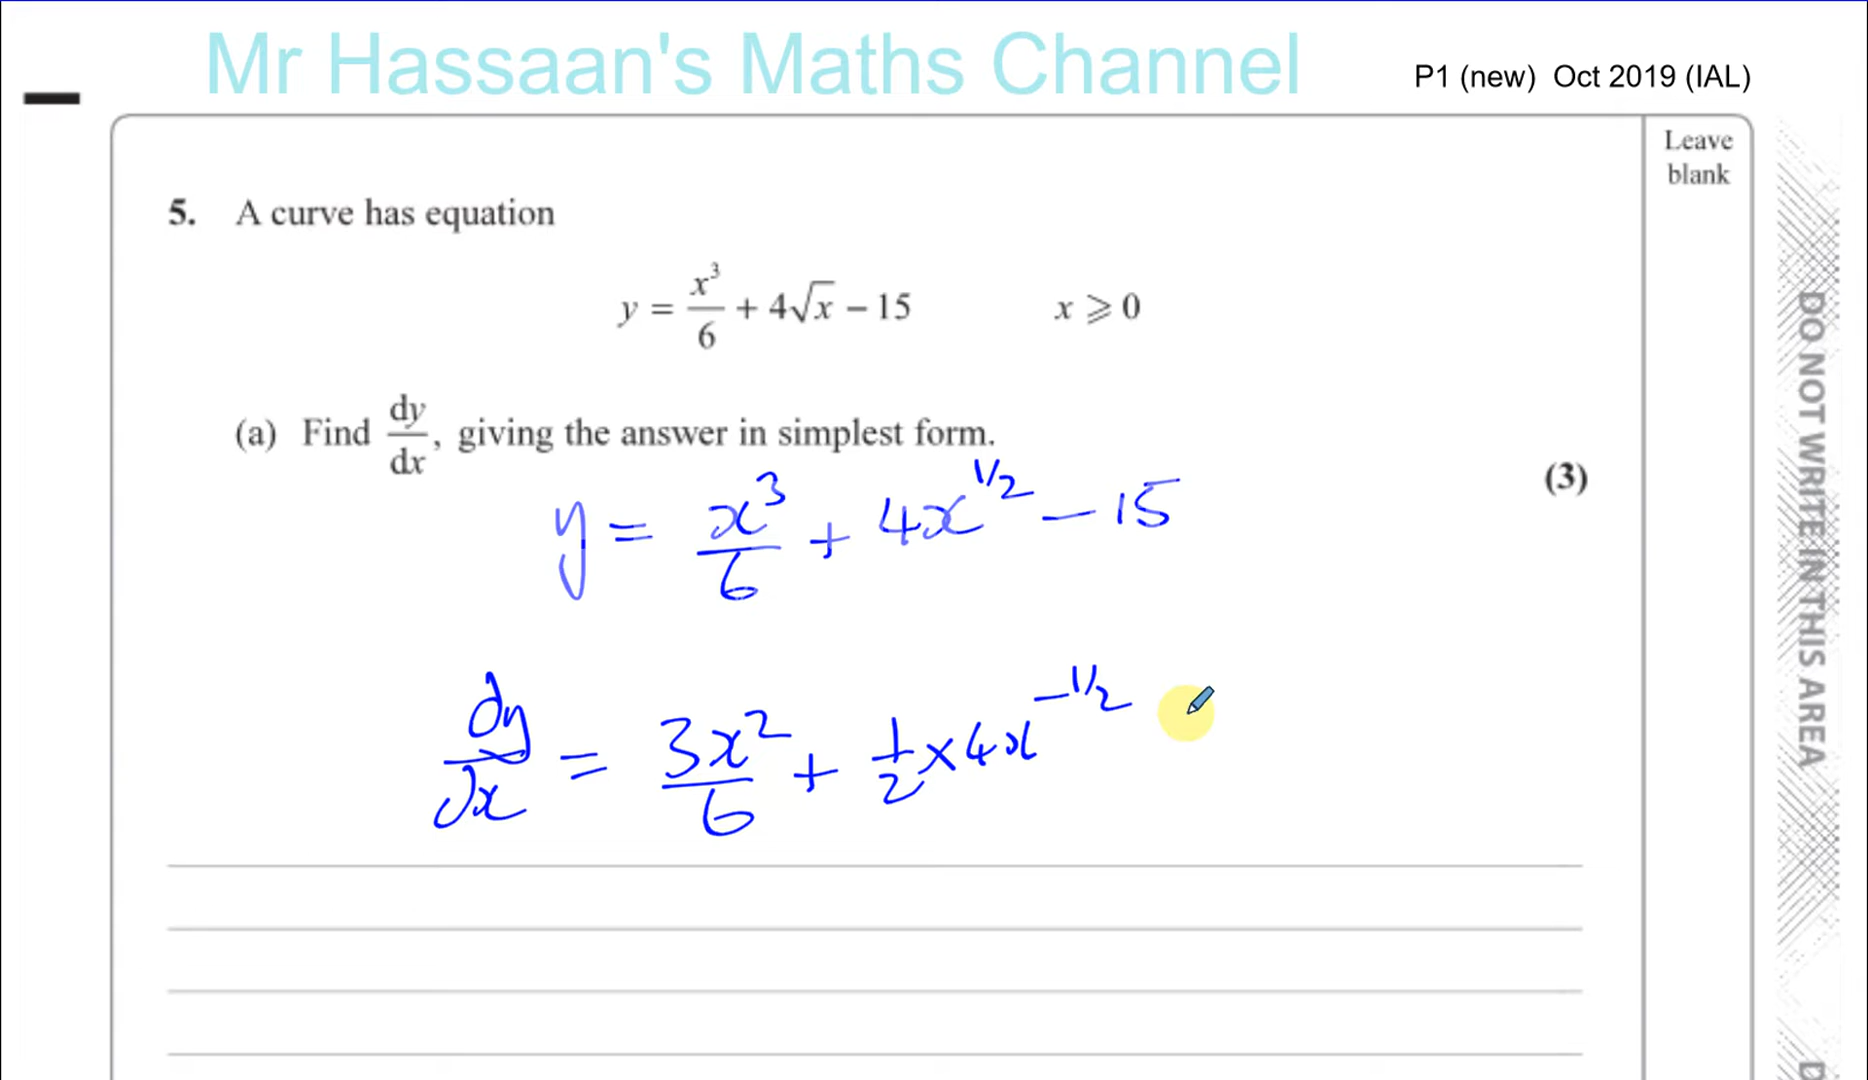 Mr Hassaan's Maths Channel
P1 (new) Oct 2019 (IAL)
Leave
blank
5. A curve has equation
y = x³/6 + 4√x − 15 x ⩾ 0
(a) Find dy/dx, giving the answer in simplest form.
(3)
y = x³/6 + 4x^1/2 − 15
dy/dx = 3x²/6 + 1/2 × 4x^−1/2
DO NOT WRITE IN THIS AREA
D